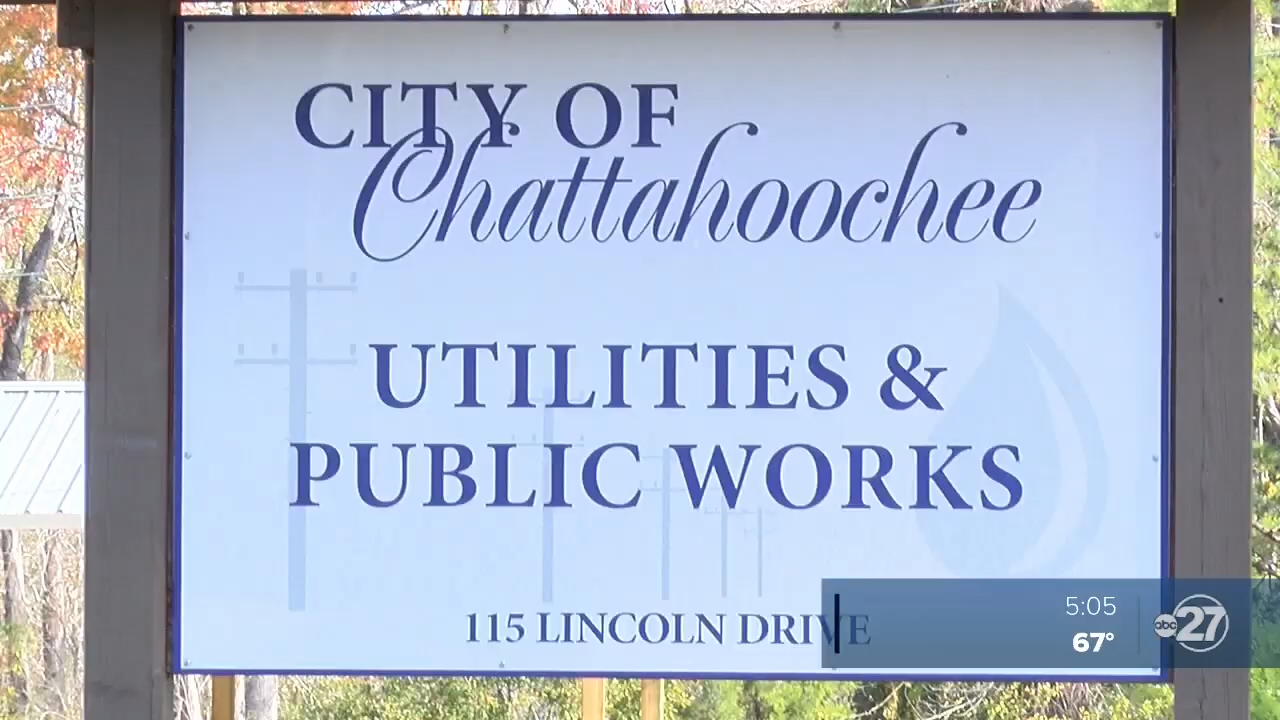 CITY OF
Chattahoochee
UTILITIES &
PUBLIC WORKS
115 LINCOLN DRIVE
5:05
67°
abc 27